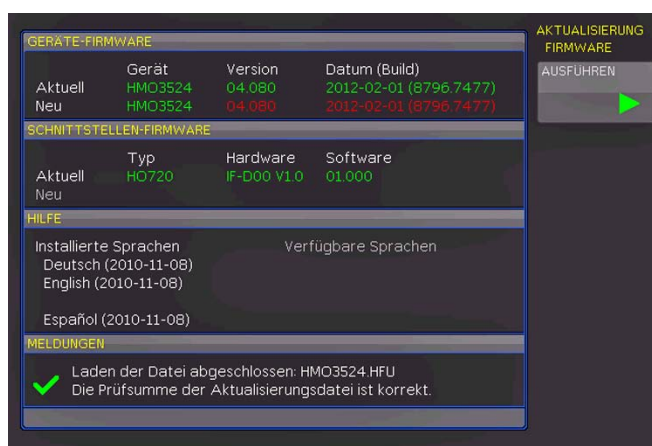 GERÄTE-FIRMWARE
Gerät Version Datum (Build)
Aktuell HMO3524 04.080 2012-02-01 (8796.7477)
Neu HMO3524 04.080 2012-02-01 (8796.7477)
SCHNITTSTELLEN-FIRMWARE
Typ Hardware Software
Aktuell HO720 IF-D00 V1.0 01.000
Neu
HILFE
Installierte Sprachen Verfügbare Sprachen
Deutsch (2010-11-08)
English (2010-11-08)
Español (2010-11-08)
MELDUNGEN
Laden der Datei abgeschlossen: HMO3524.HFU
Die Prüfsumme der Aktualisierungsdatei ist korrekt.
AKTUALISIERUNG
FIRMWARE
AUSFÜHREN